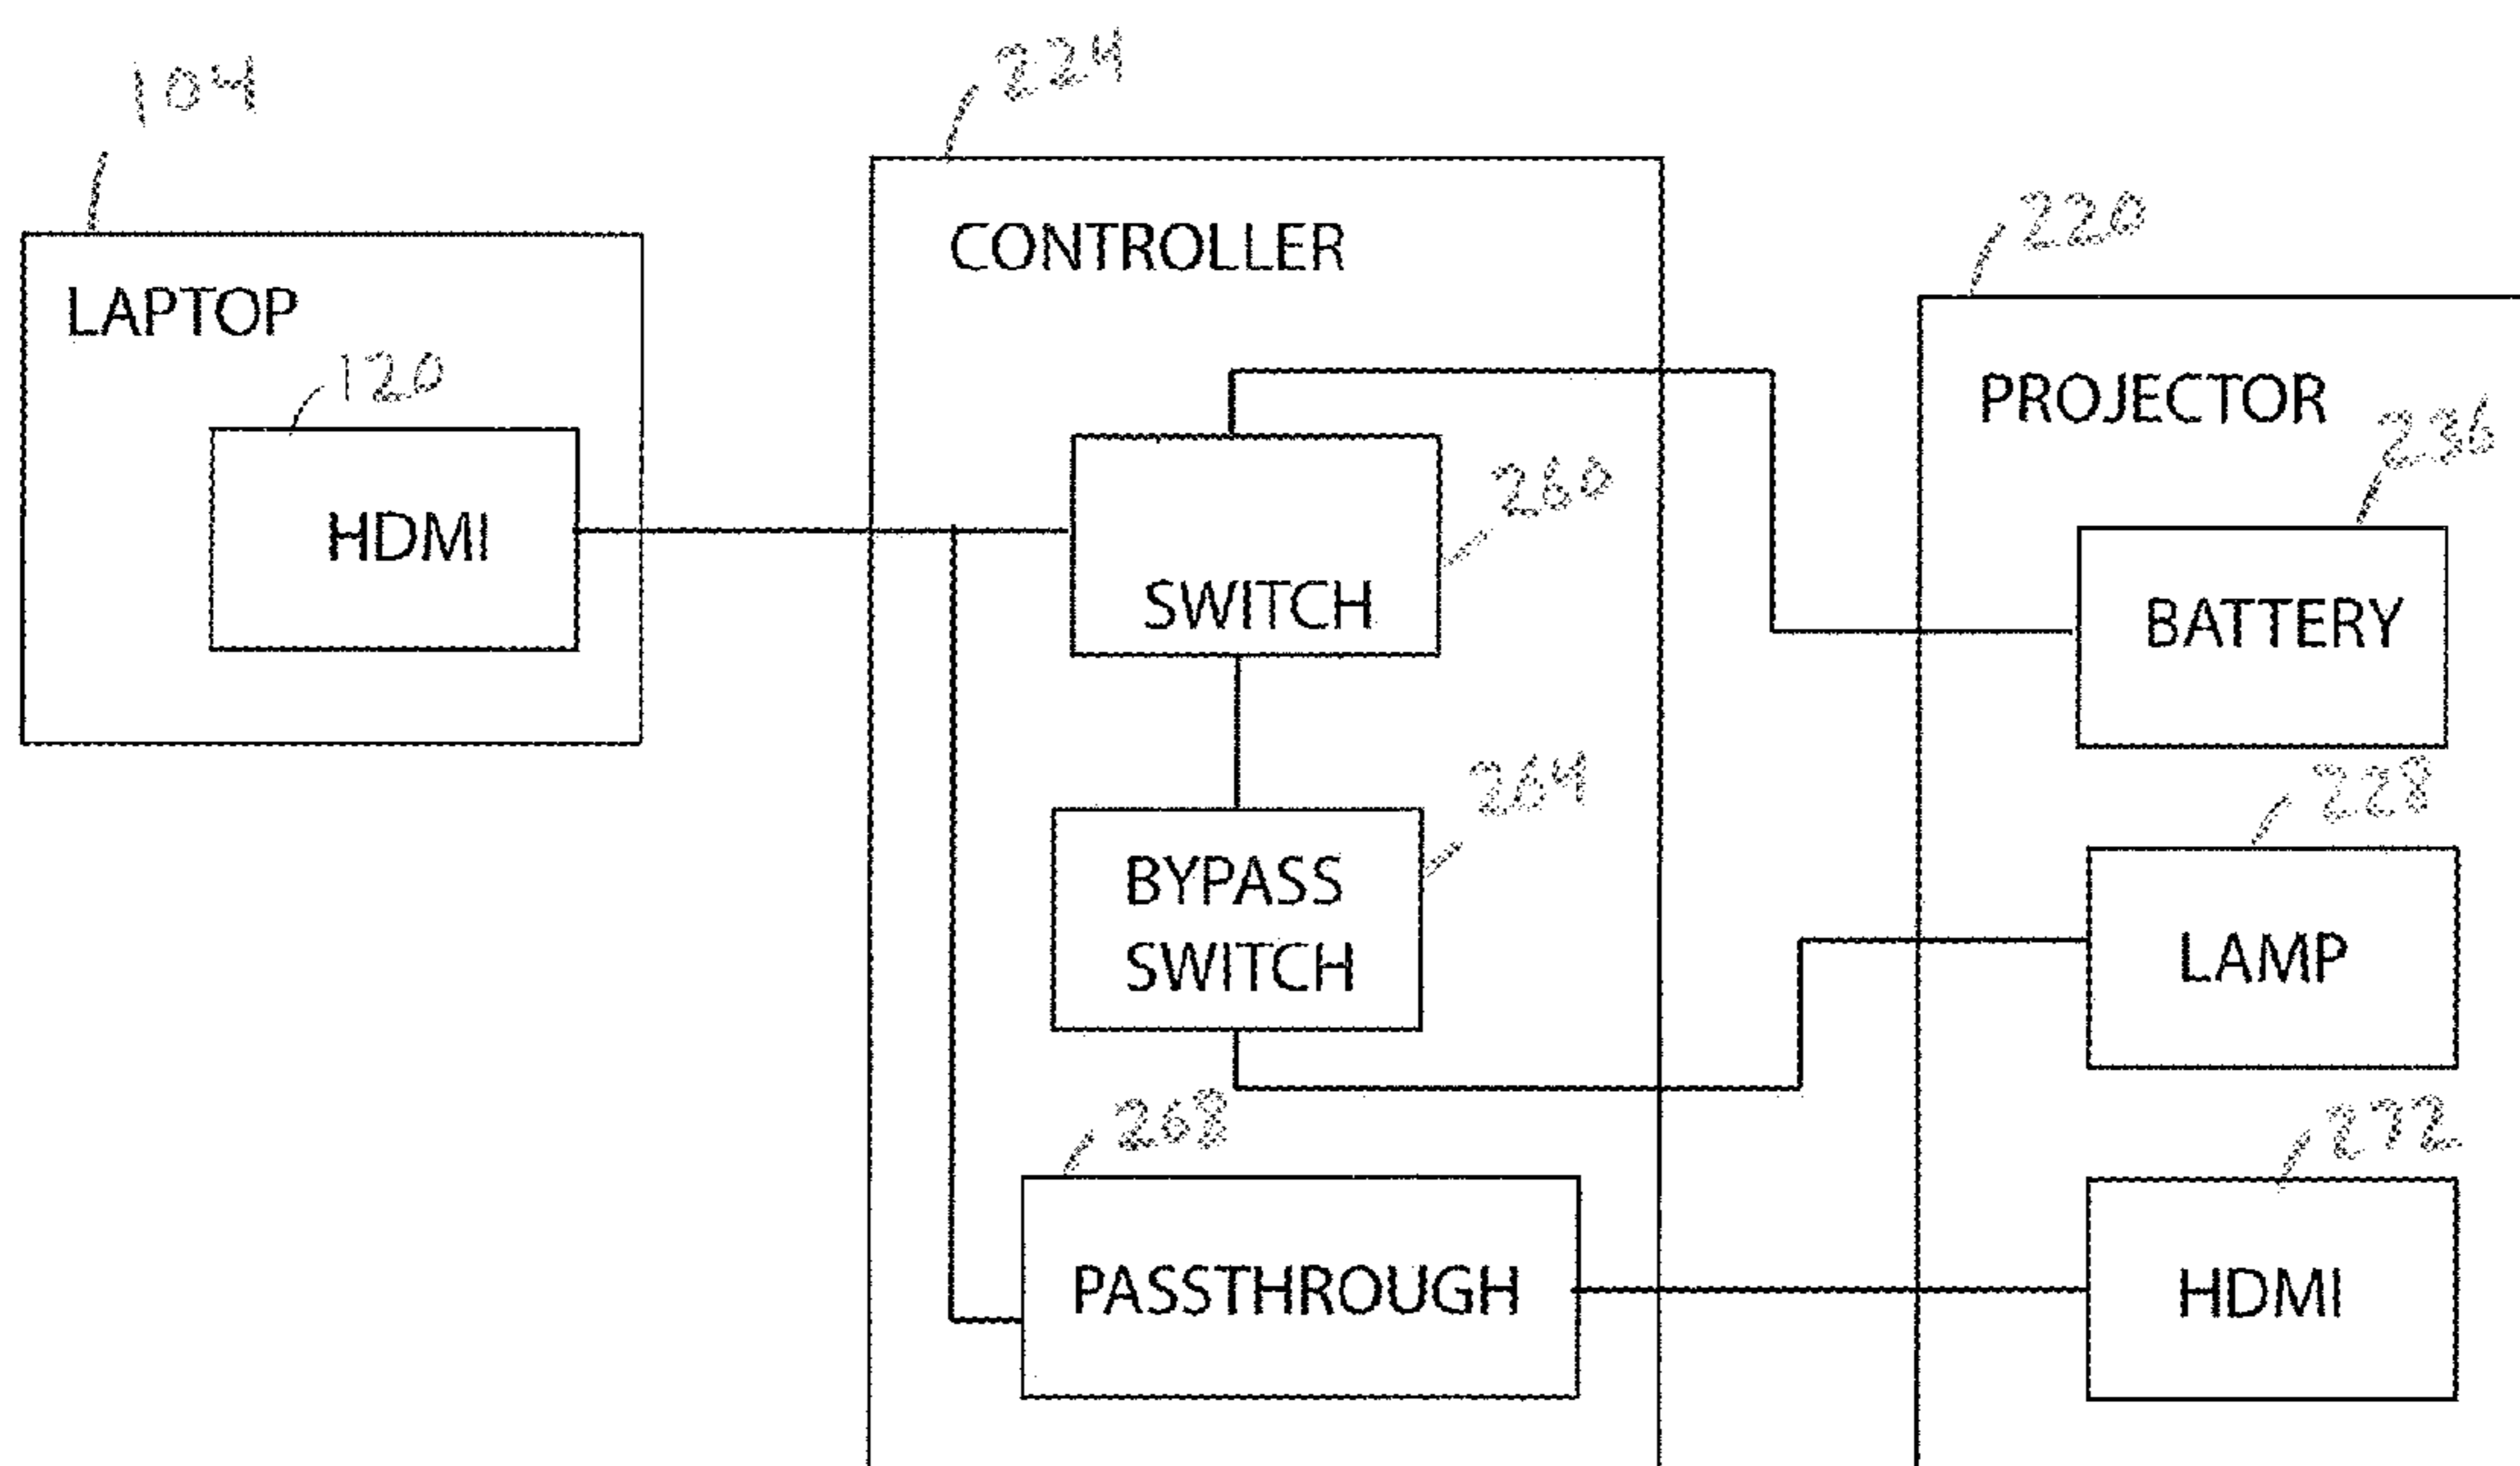 104
224
CONTROLLER
220
LAPTOP
120
HDMI
PROJECTOR
236
260
SWITCH
BATTERY
264
228
BYPASS
SWITCH
LAMP
268
272
PASSTHROUGH
HDMI